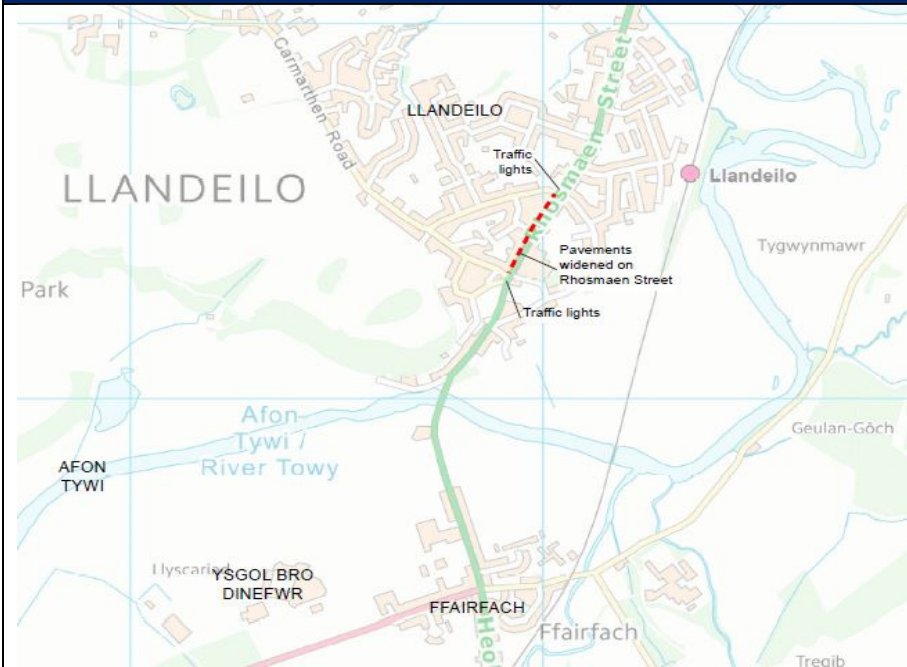 Carmarthen Road
LLANDEILO
Rhosmaen Street
Traffic
lights
LLANDEILO
Llandeilo
Pavements
widened on
Rhosmaen Street
Tygwynmawr
Park
Traffic lights
Afon
Tywi /
River Towy
Geulan-Gôch
AFON
TYWI
YSGOL BRO
DINEFWR
FFAIRFACH
Ffairfach
Heo
Tregib